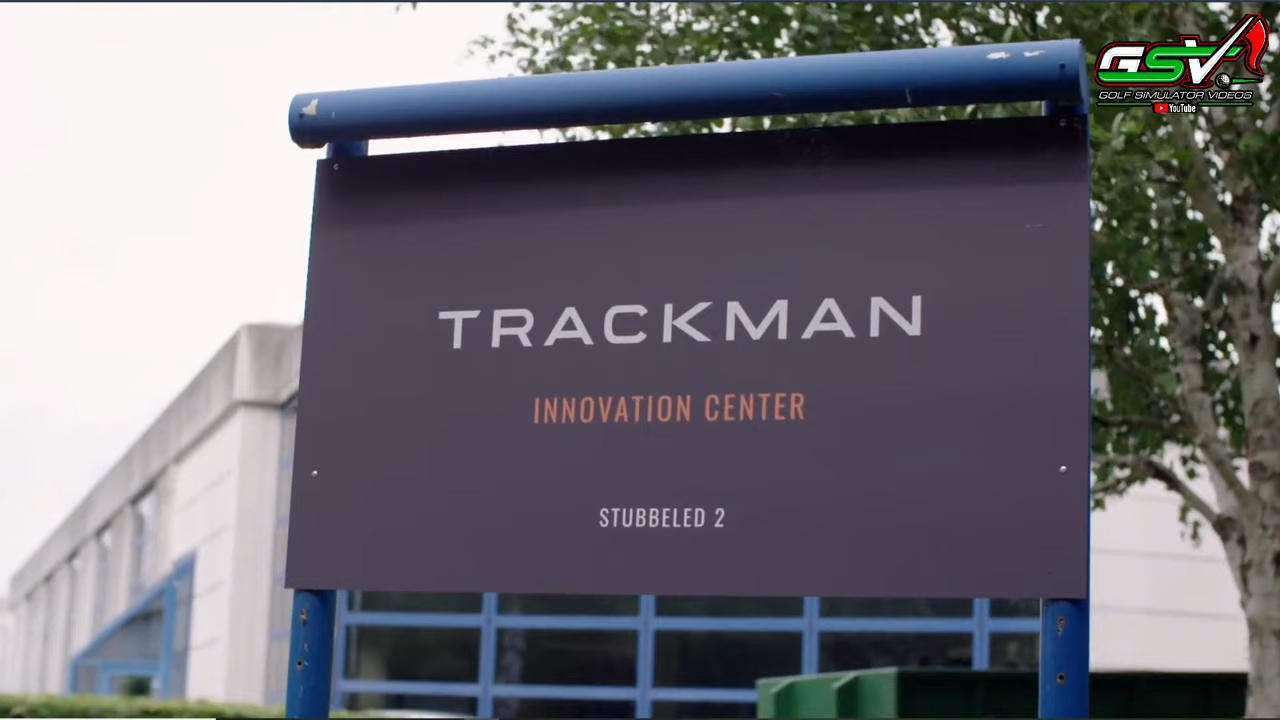 GSV
GOLF SIMULATOR VIDEOS
YouTube
TRACKMAN
INNOVATION CENTER
STUBBELED 2